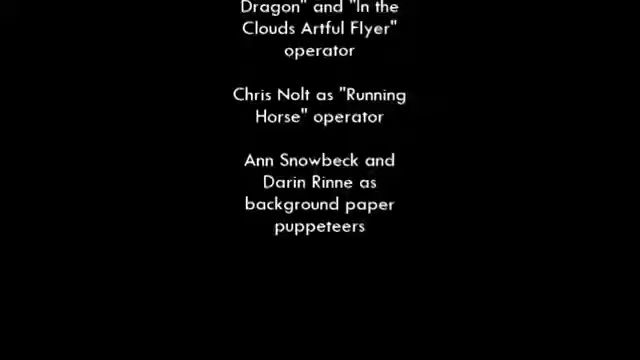 Dragon" and "In the
Clouds Artful Flyer"
operator
Chris Nolt as "Running
Horse" operator
Ann Snowbeck and
Darin Rinne as
background paper
puppeteers